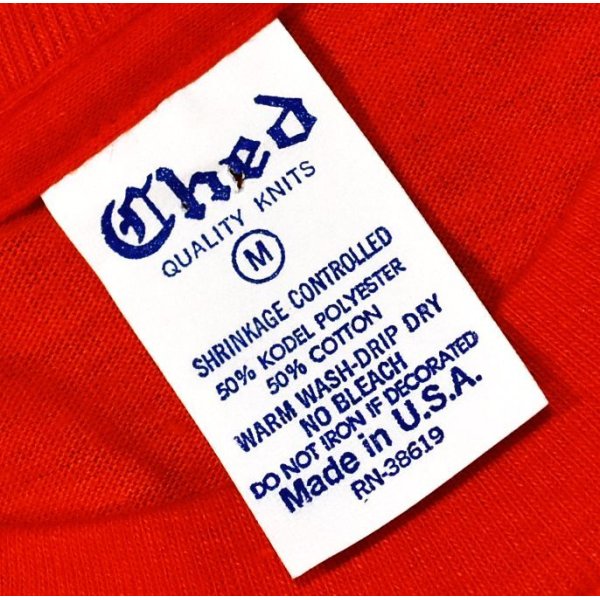 Ched
QUALITY KNITS
M
SHRINKAGE CONTROLLED
50% KODEL POLYESTER
50% COTTON
WARM WASH-DRIP DRY
NO BLEACH
DO NOT IRON IF DECORATED
Made in U.S.A.
RN-38619